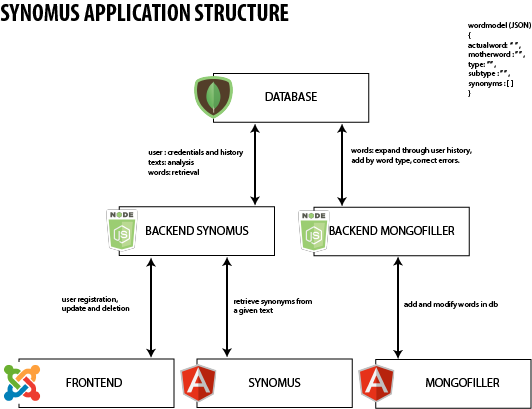 SYNOMUS APPLICATION STRUCTURE
wordmodel (JSON)
{
actualword: " " ,
motherword : " " ,
type: "" ,
subtype : " " ,
synonyms : [ ]
}
DATABASE
user : credentials and history
texts: analysis
words: retrieval
words: expand through user history,
add by word type, correct errors.
NODE
JS
BACKEND SYNOMUS
NODE
JS
BACKEND MONGOFILLER
user registration,
update and deletion
retrieve synonyms from
a given text
add and modify words in db
FRONTEND
A
SYNOMUS
A
MONGOFILLER